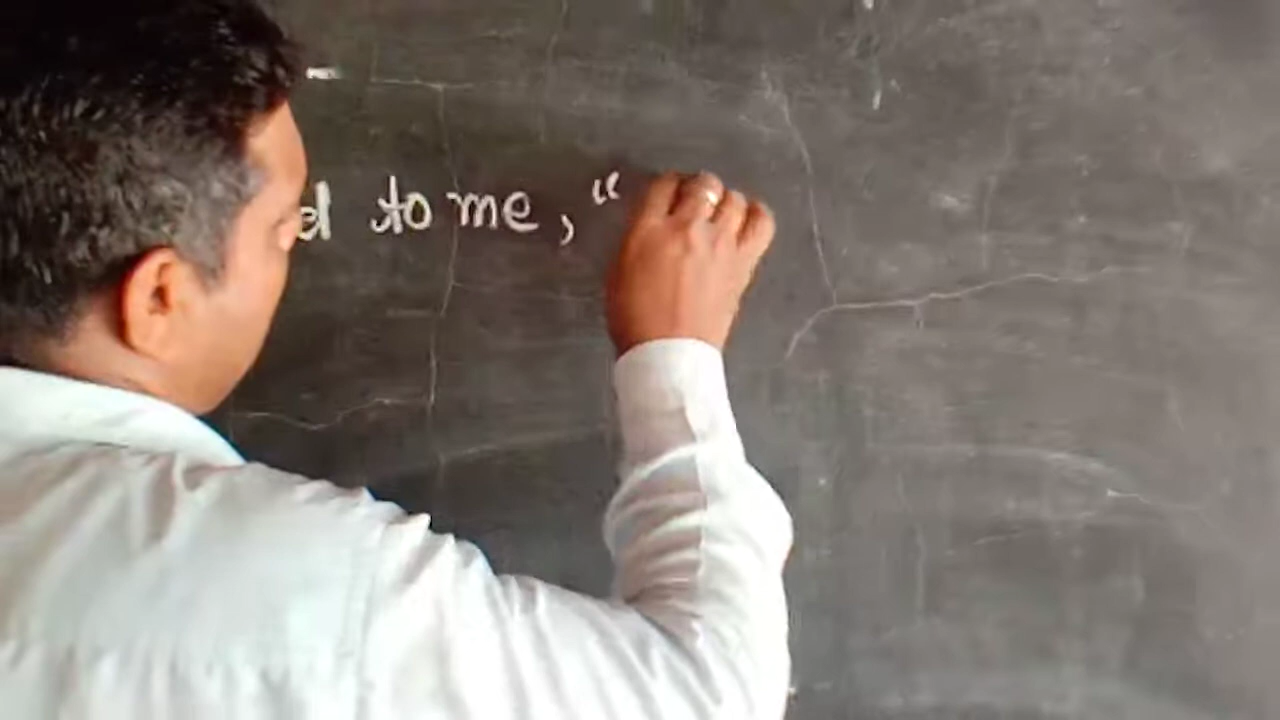 to me, “